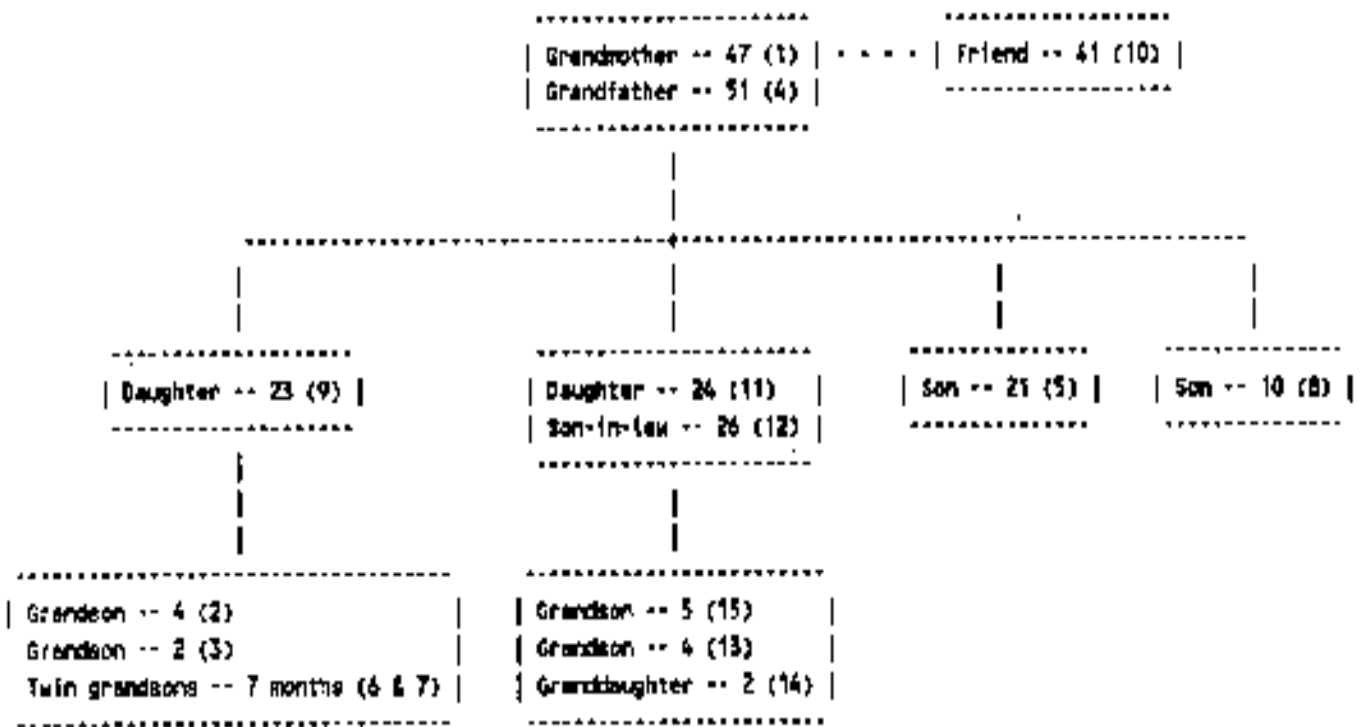 Grandmother -- 47 (1)
Grandfather -- 51 (4)
Friend -- 41 (10)
Daughter -- 23 (9)
Daughter -- 24 (11)
Son-in-law -- 26 (12)
Son -- 21 (5)
Son -- 10 (8)
Grandson -- 4 (2)
Grandson -- 2 (3)
Twin grandsons -- 7 months (6 & 7)
Grandson -- 5 (15)
Grandson -- 4 (13)
Granddaughter -- 2 (14)